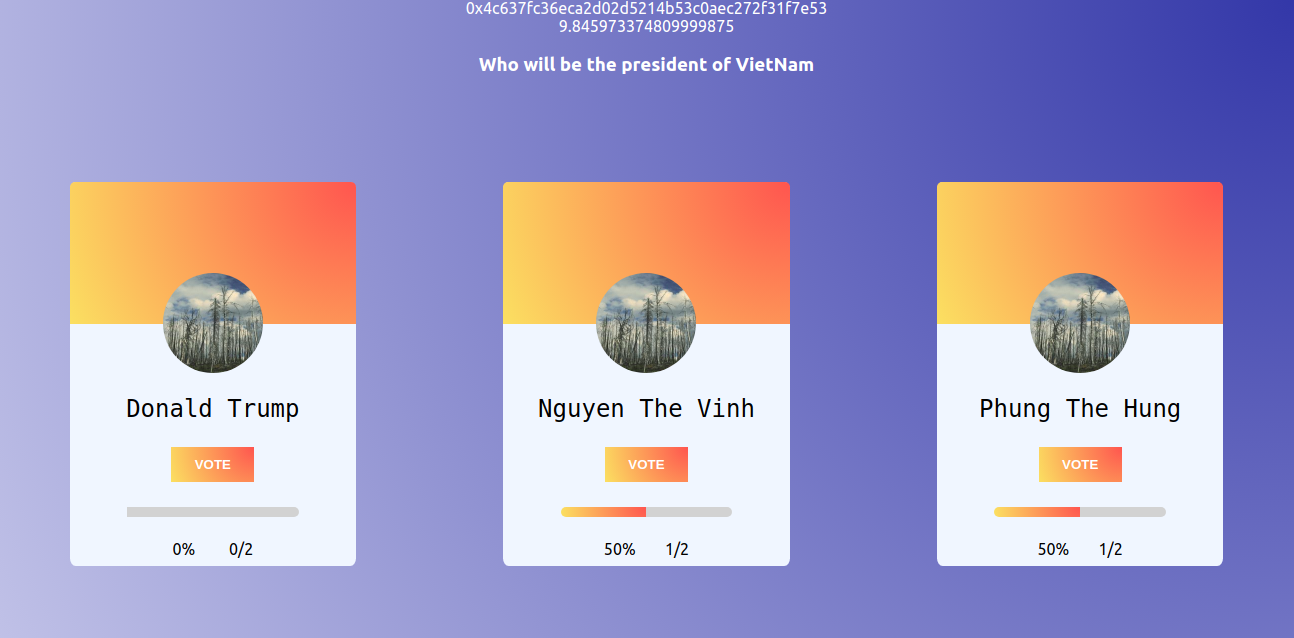 0x4c637fc36eca2d02d5214b53c0aec272f31f7e53
9.845973374809999875
Who will be the president of VietNam
Donald Trump
VOTE
0% 0/2
Nguyen The Vinh
VOTE
50% 1/2
Phung The Hung
VOTE
50% 1/2